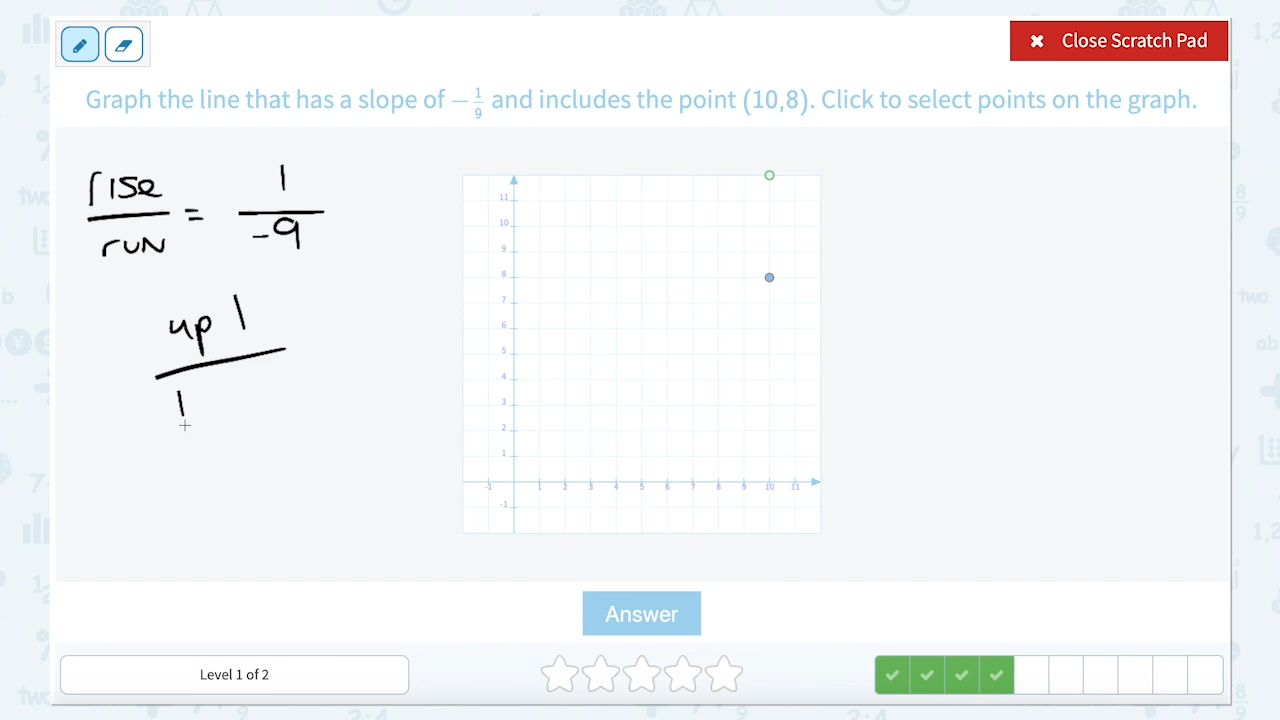 Close Scratch Pad
Graph the line that has a slope of −1/9 and includes the point (10,8). Click to select points on the graph.
rise/run = 1/-9
up 1
l
11
10
9
8
7
6
5
4
3
2
1
-1
-1 1 2 3 4 5 6 7 8 9 10 11
Answer
Level 1 of 2